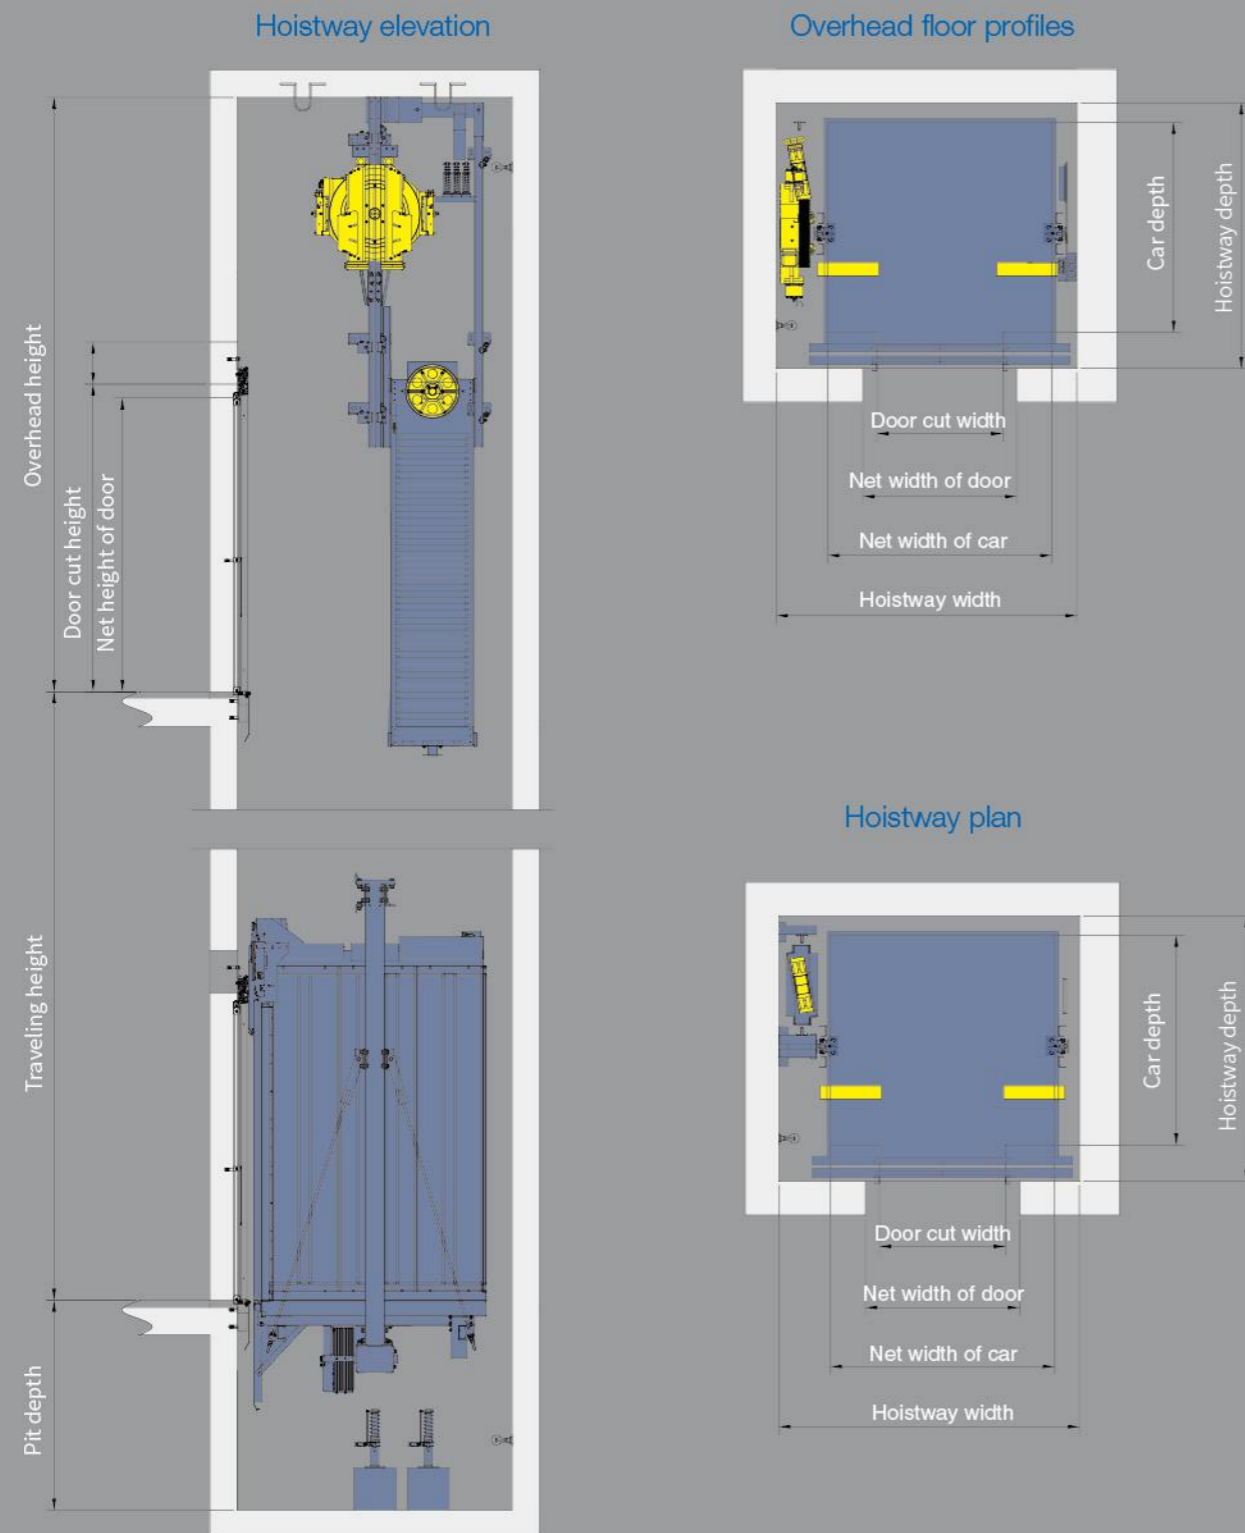 Hoistway elevation
Overhead height
Door cut height
Net height of door
Traveling height
Pit depth
Overhead floor profiles
Car depth
Hoistway depth
Door cut width
Net width of door
Net width of car
Hoistway width
Hoistway plan
Car depth
Hoistway depth
Door cut width
Net width of door
Net width of car
Hoistway width